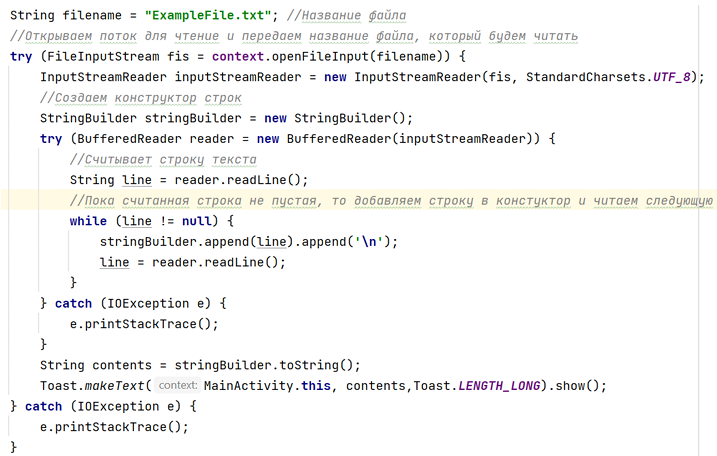 String filename = "ExampleFile.txt"; //Название файла
//Открываем поток для чтение и передаем название файла, который будем читать
try (FileInputStream fis = context.openFileInput(filename)) {
InputStreamReader inputStreamReader = new InputStreamReader(fis, StandardCharsets.UTF_8);
//Создаем конструктор строк
StringBuilder stringBuilder = new StringBuilder();
try (BufferedReader reader = new BufferedReader(inputStreamReader)) {
//Считывает строку текста
String line = reader.readLine();
//Пока считанная строка не пустая, то добавляем строку в констуктор и читаем следующую
while (line != null) {
stringBuilder.append(line).append('\n');
line = reader.readLine();
}
} catch (IOException e) {
e.printStackTrace();
}
String contents = stringBuilder.toString();
Toast.makeText( context: MainActivity.this, contents,Toast.LENGTH_LONG).show();
} catch (IOException e) {
e.printStackTrace();
}